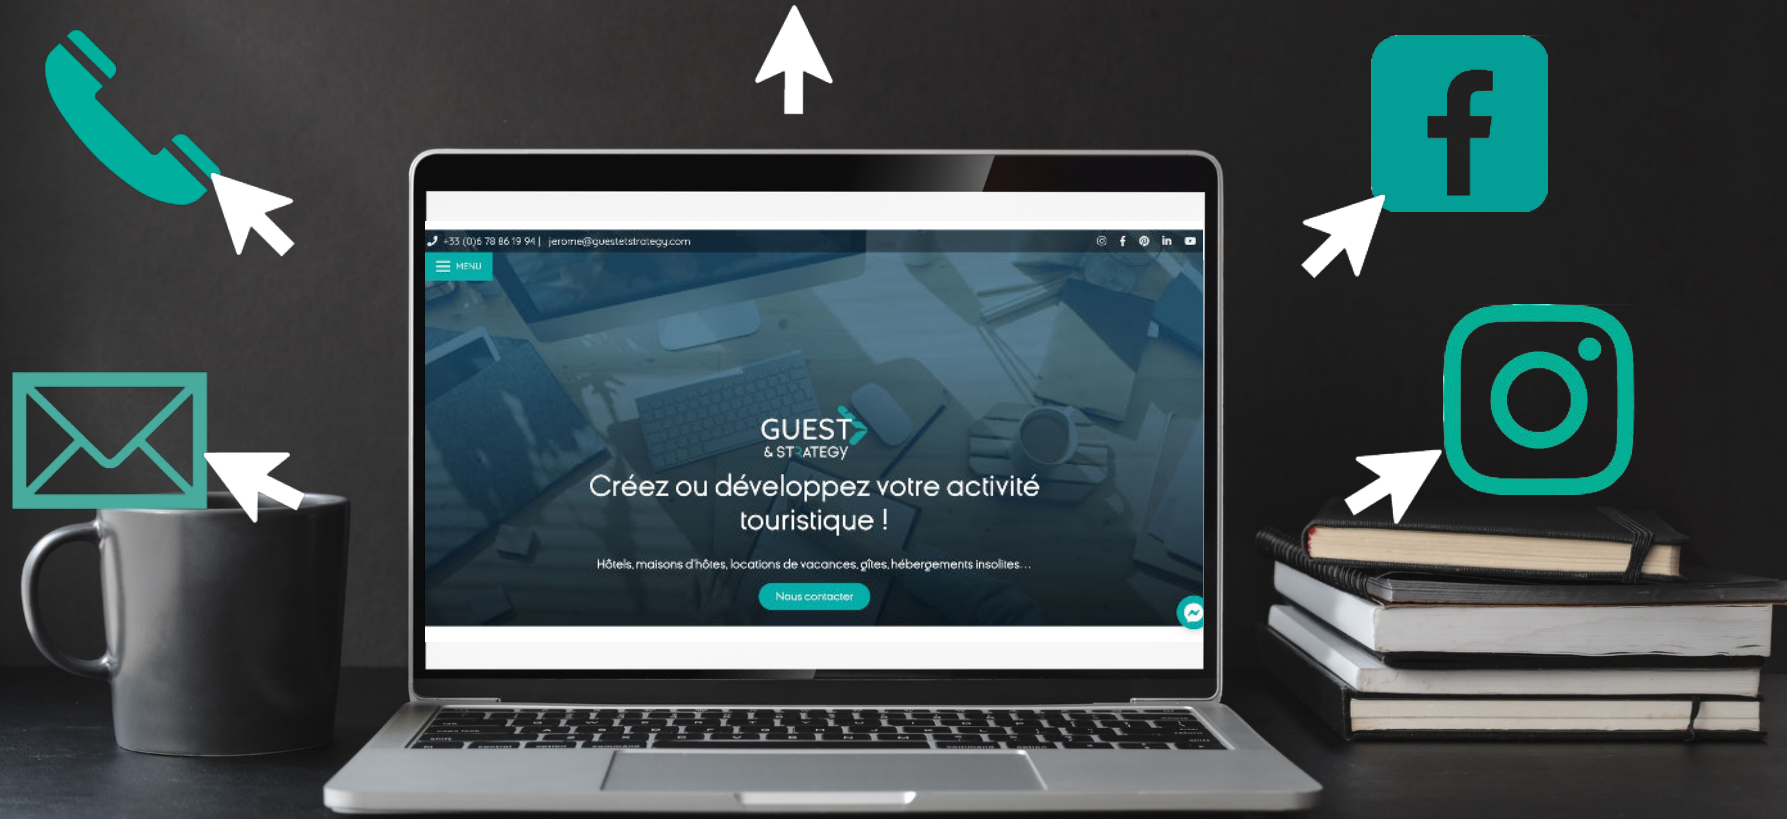 +33 (0)6 78 86 19 94 | jerome@guestetstrategy.com
MENU
GUEST
& STRATEGY
Créez ou développez votre activité
touristique !
Hôtels, maisons d'hôtes, locations de vacances, gîtes, hébergements insolites...
Nous contacter